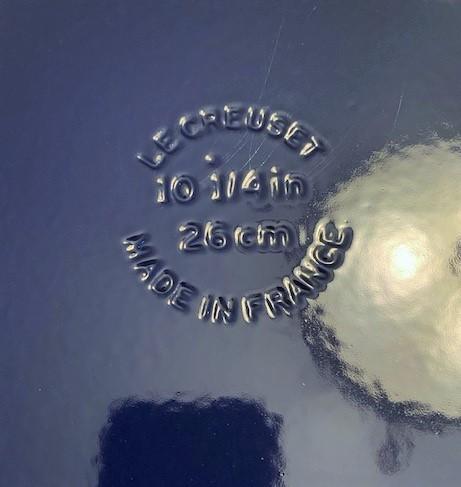 LE CREUSET
10 1/4 in
26 cm
MADE IN FRANCE